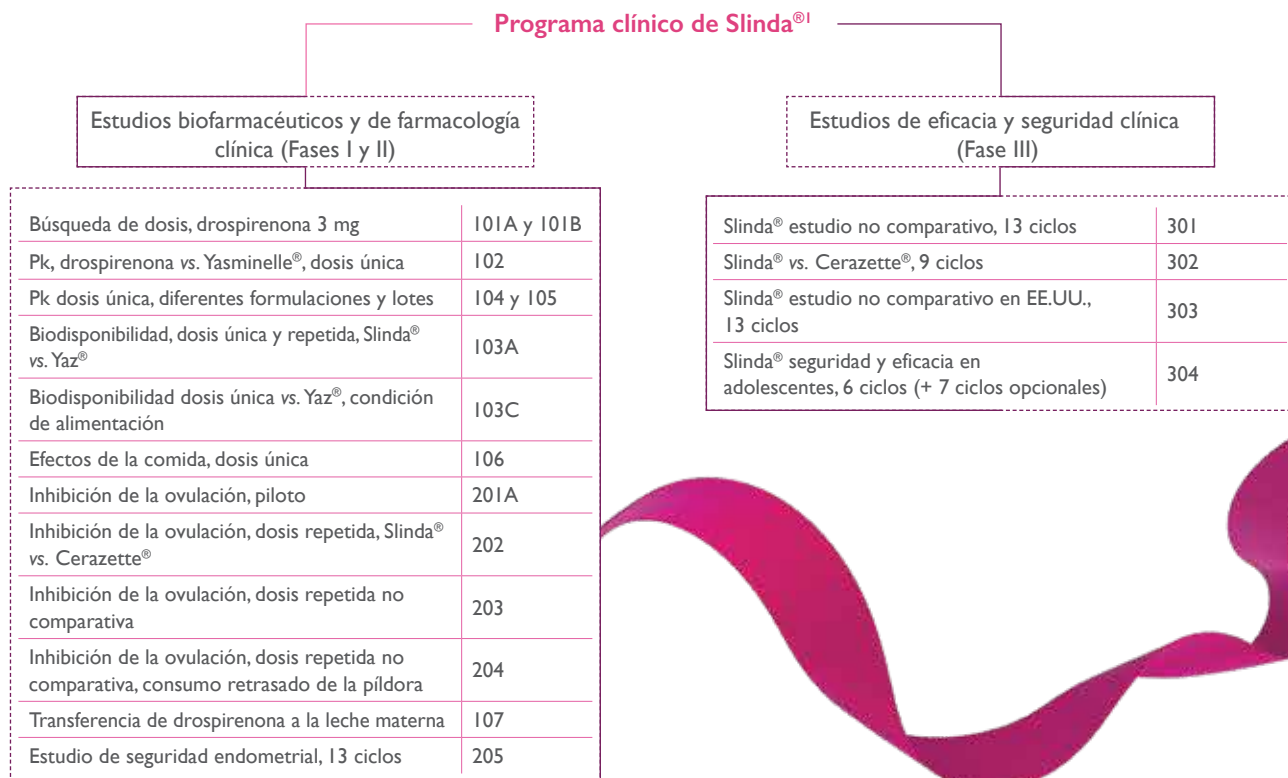 Programa clínico de Slinda®¹
Estudios biofarmacéuticos y de farmacología
clínica (Fases I y II)
Búsqueda de dosis, drospirenona 3 mg 101A y 101B
Pk, drospirenona vs. Yasminelle®, dosis única 102
Pk dosis única, diferentes formulaciones y lotes 104 y 105
Biodisponibilidad, dosis única y repetida, Slinda®
vs. Yaz® 103A
Biodisponibilidad dosis única vs. Yaz®, condición
de alimentación 103C
Efectos de la comida, dosis única 106
Inhibición de la ovulación, piloto 201A
Inhibición de la ovulación, dosis repetida, Slinda®
vs. Cerazette® 202
Inhibición de la ovulación, dosis repetida no
comparativa 203
Inhibición de la ovulación, dosis repetida no
comparativa, consumo retrasado de la píldora 204
Transferencia de drospirenona a la leche materna 107
Estudio de seguridad endometrial, 13 ciclos 205
Estudios de eficacia y seguridad clínica
(Fase III)
Slinda® estudio no comparativo, 13 ciclos 301
Slinda® vs. Cerazette®, 9 ciclos 302
Slinda® estudio no comparativo en EE.UU.,
13 ciclos 303
Slinda® seguridad y eficacia en
adolescentes, 6 ciclos (+ 7 ciclos opcionales) 304